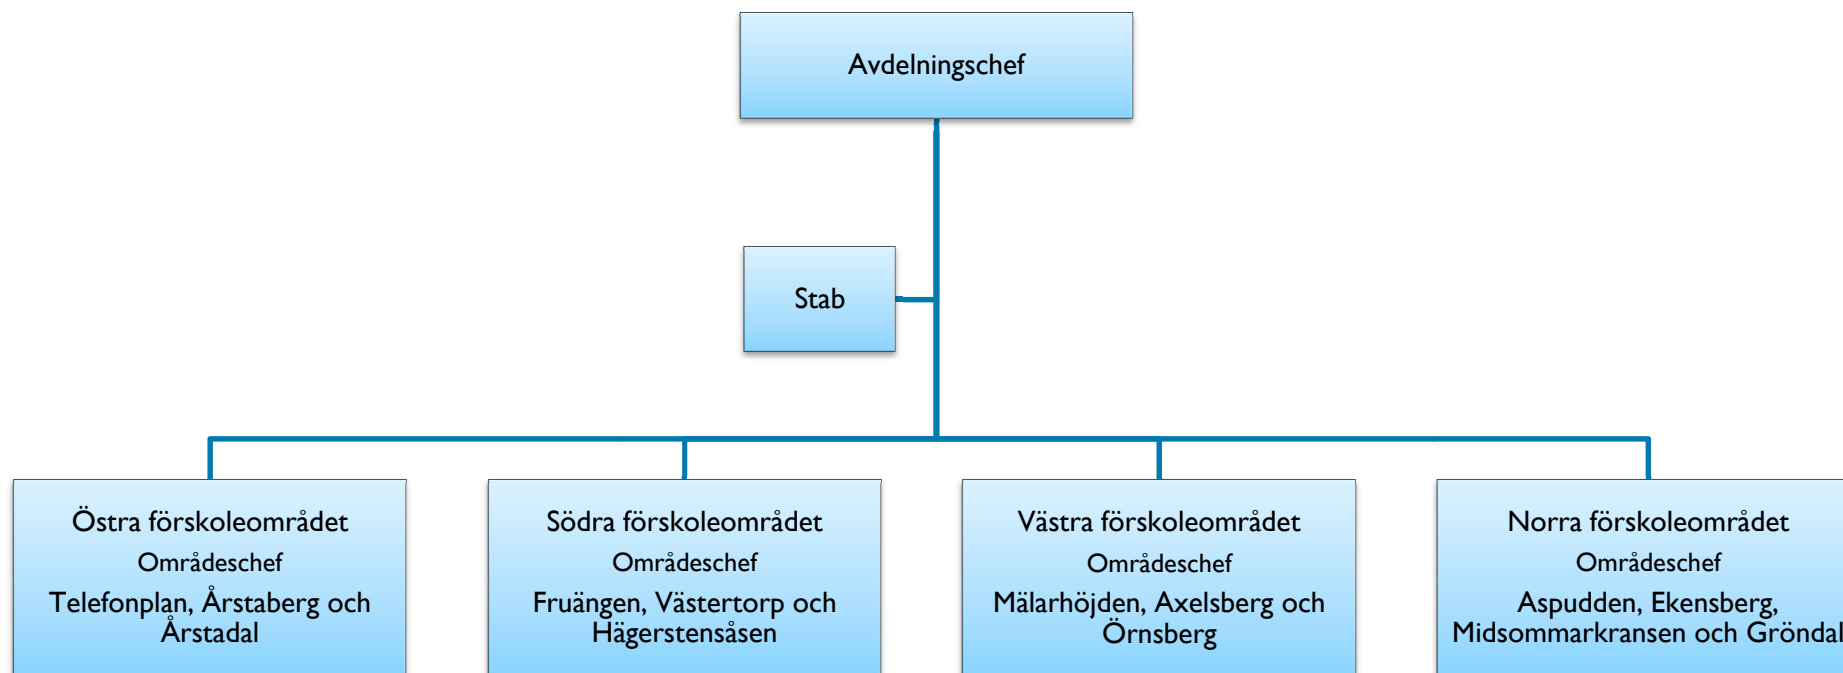 Avdelningschef
Stab
Östra förskoleområdet
Områdeschef
Telefonplan, Årstaberg och
Årstadal
Södra förskoleområdet
Områdeschef
Fruängen, Västertorp och
Hägerstensåsen
Västra förskoleområdet
Områdeschef
Mälarhöjden, Axelsberg och
Örnsberg
Norra förskoleområdet
Områdeschef
Aspudden, Ekensberg,
Midsommarkransen och Gröndal